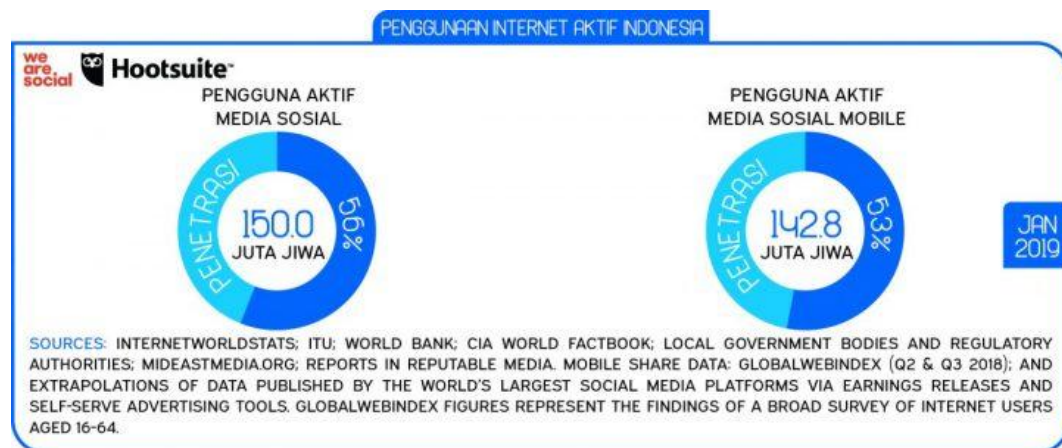 PENGGUNAAN INTERNET AKTIF INDONESIA
we
are
social
Hootsuite™
PENGGUNA AKTIF
MEDIA SOSIAL
PENETRASI
150.0
JUTA JIWA
56%
PENGGUNA AKTIF
MEDIA SOSIAL MOBILE
PENETRASI
142.8
JUTA JIWA
53%
JAN
2019
SOURCES: INTERNETWORLDSTATS; ITU; WORLD BANK; CIA WORLD FACTBOOK; LOCAL GOVERNMENT BODIES AND REGULATORY
AUTHORITIES; MIDEASTMEDIA.ORG; REPORTS IN REPUTABLE MEDIA. MOBILE SHARE DATA: GLOBALWEBINDEX (Q2 & Q3 2018); AND
EXTRAPOLATIONS OF DATA PUBLISHED BY THE WORLD'S LARGEST SOCIAL MEDIA PLATFORMS VIA EARNINGS RELEASES AND
SELF-SERVE ADVERTISING TOOLS. GLOBALWEBINDEX FIGURES REPRESENT THE FINDINGS OF A BROAD SURVEY OF INTERNET USERS
AGED 16-64.